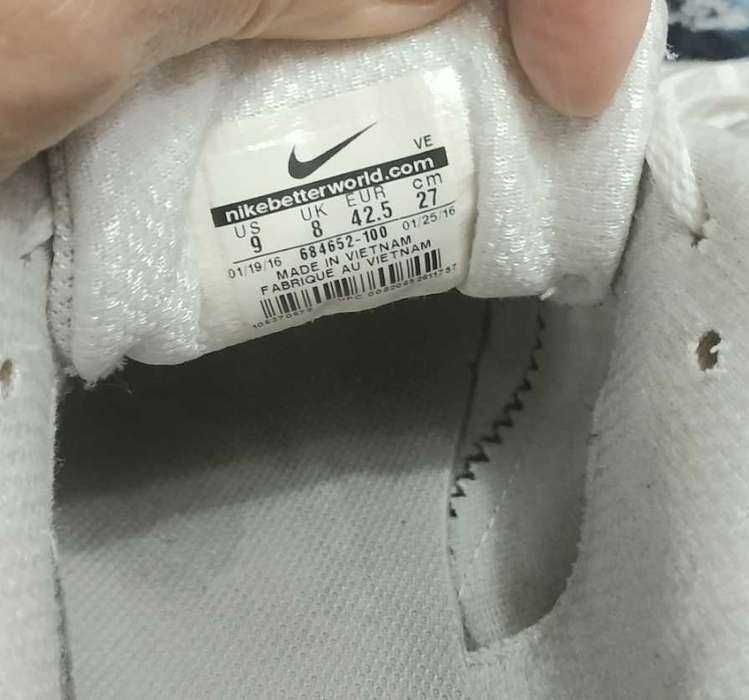 VE
nikebetterworld.com
US UK EUR cm
9 8 42.5 27
684652-100
01/19/16 01/25/16
MADE IN VIETNAM
FABRIQUE AU VIETNAM